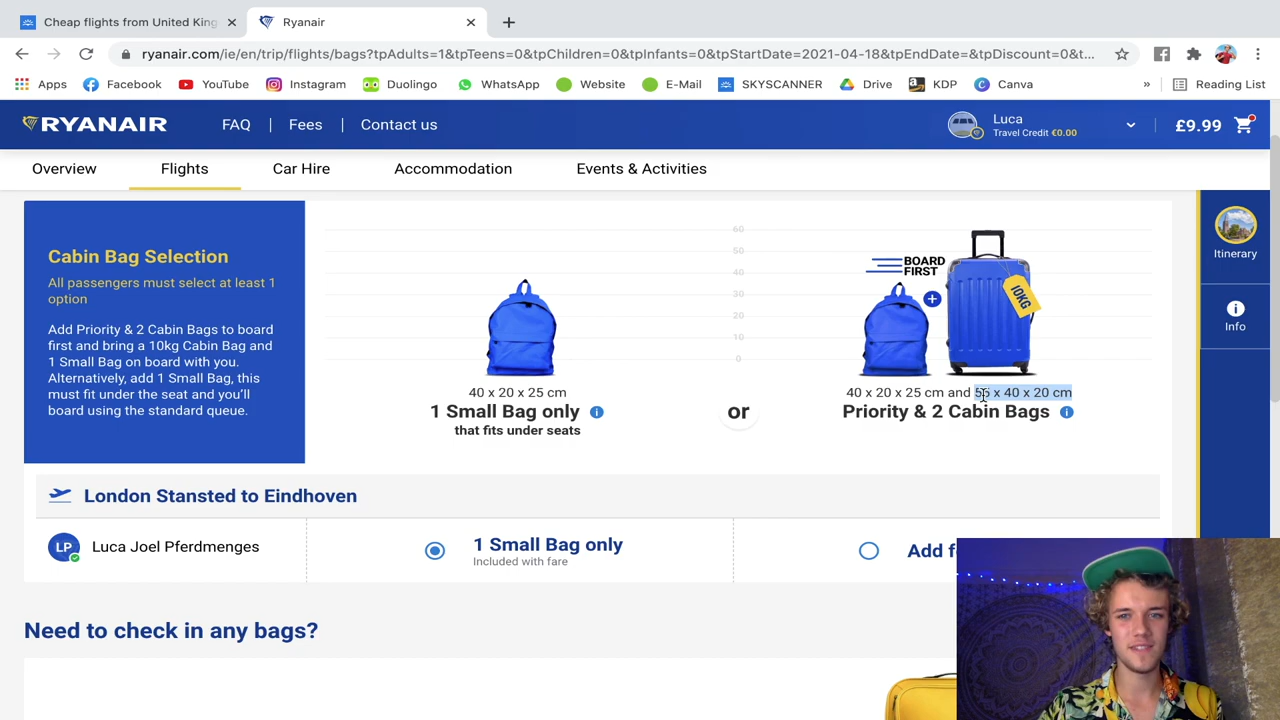 Cheap flights from United King
Ryanair
ryanair.com/ie/en/trip/flights/bags?tpAdults=1&tpTeens=0&tpChildren=0&tpInfants=0&tpStartDate=2021-04-18&tpEndDate=&tpDiscount=0&t...
Apps
Facebook
YouTube
Instagram
Duolingo
WhatsApp
Website
E-Mail
SKYSCANNER
Drive
KDP
Canva
»
Reading List
RYANAIR
FAQ | Fees | Contact us
Luca
Travel Credit €0.00
£9.99
Overview
Flights
Car Hire
Accommodation
Events & Activities
Cabin Bag Selection
All passengers must select at least 1
option
Add Priority & 2 Cabin Bags to board
first and bring a 10kg Cabin Bag and
1 Small Bag on board with you.
Alternatively, add 1 Small Bag, this
must fit under the seat and you'll
board using the standard queue.
40 x 20 x 25 cm
1 Small Bag only
that fits under seats
60
50
40
30
20
10
0
or
BOARD
FIRST
10KG
40 x 20 x 25 cm and 55 x 40 x 20 cm
Priority & 2 Cabin Bags
Itinerary
Info
London Stansted to Eindhoven
LP
Luca Joel Pferdmenges
1 Small Bag only
Included with fare
Add
Need to check in any bags?